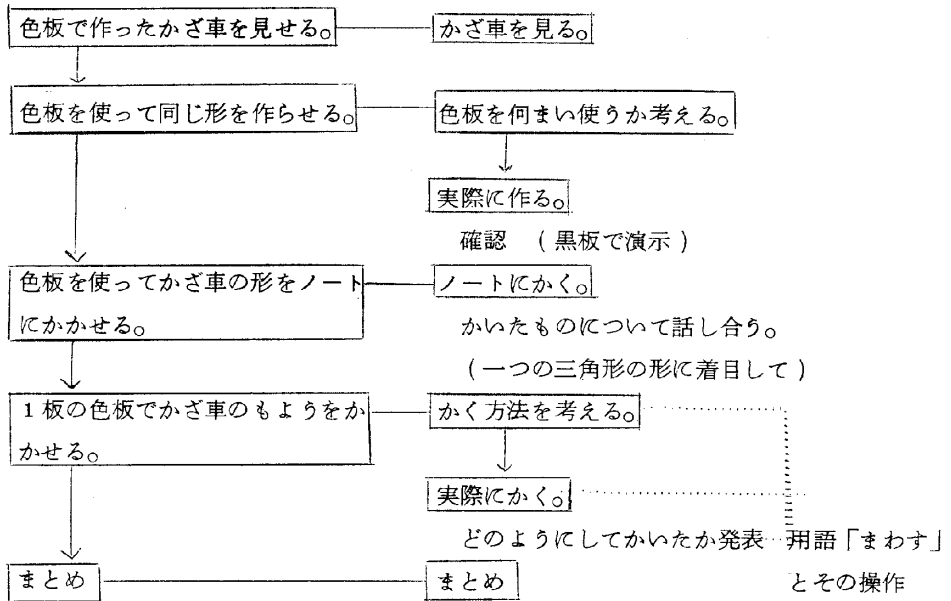 色板で作ったかざ車を見せる。 かざ車を見る。
色板を使って同じ形を作らせる。 色板を何まい使うか考える。
実際に作る。
確認 (黒板で演示)
色板を使ってかざ車の形をノート ノートにかく。
にかかせる。 かいたものについて話し合う。
(一つの三角形の形に着目して)
1板の色板でかざ車のもようをか かく方法を考える。
かせる。
実際にかく。
どのようにしてかいたか発表 用語「まわす」
まとめ まとめ とその操作